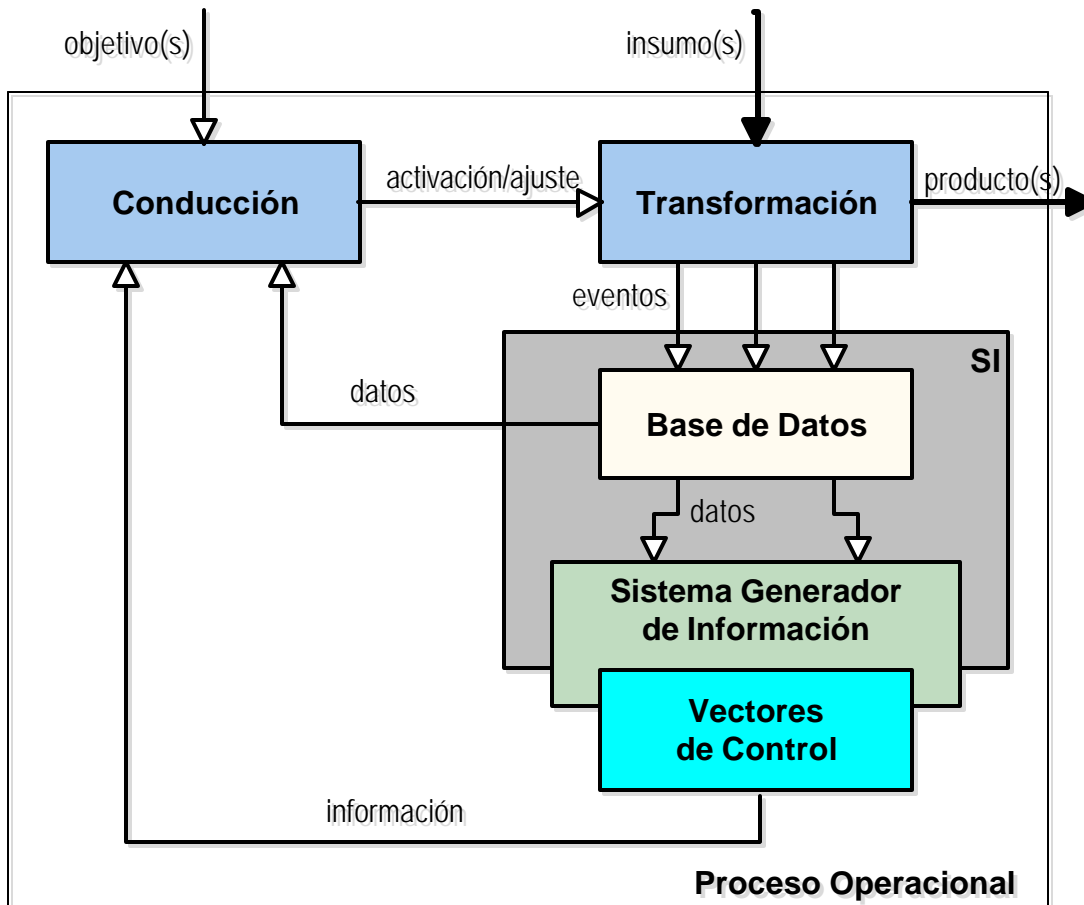 objetivo(s)
insumo(s)
Conducción
activación/ajuste
Transformación
producto(s)
eventos
SI
datos
Base de Datos
datos
Sistema Generador
de Información
Vectores
de Control
información
Proceso Operacional